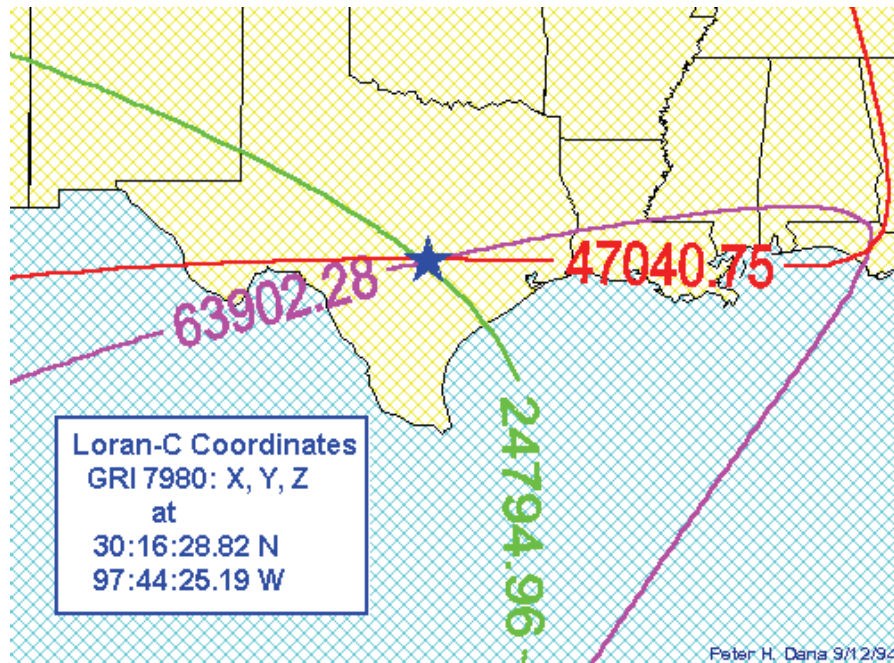 63902.28
47040.75
24794.96
Loran-C Coordinates
GRI 7980: X, Y, Z
at
30:16:28.82 N
97:44:25.19 W
Peter H. Dana 9/12/94